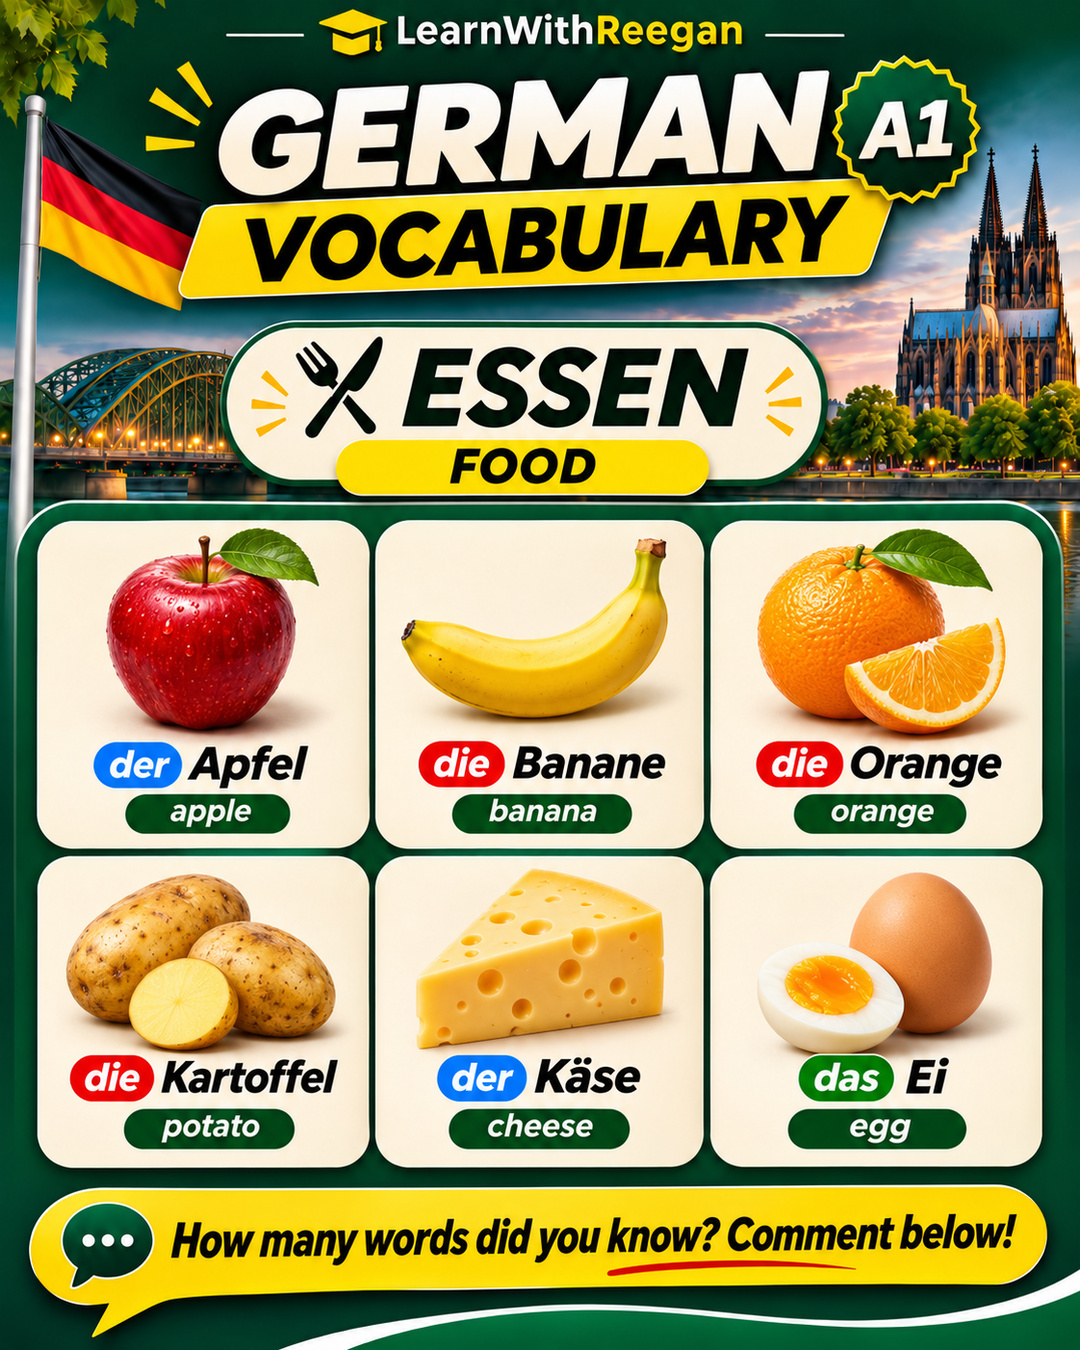 LearnWithReegan
GERMAN
A1
VOCABULARY
ESSEN
FOOD
der Apfel
apple
die Banane
banana
die Orange
orange
die Kartoffel
potato
der Käse
cheese
das Ei
egg
How many words did you know? Comment below!